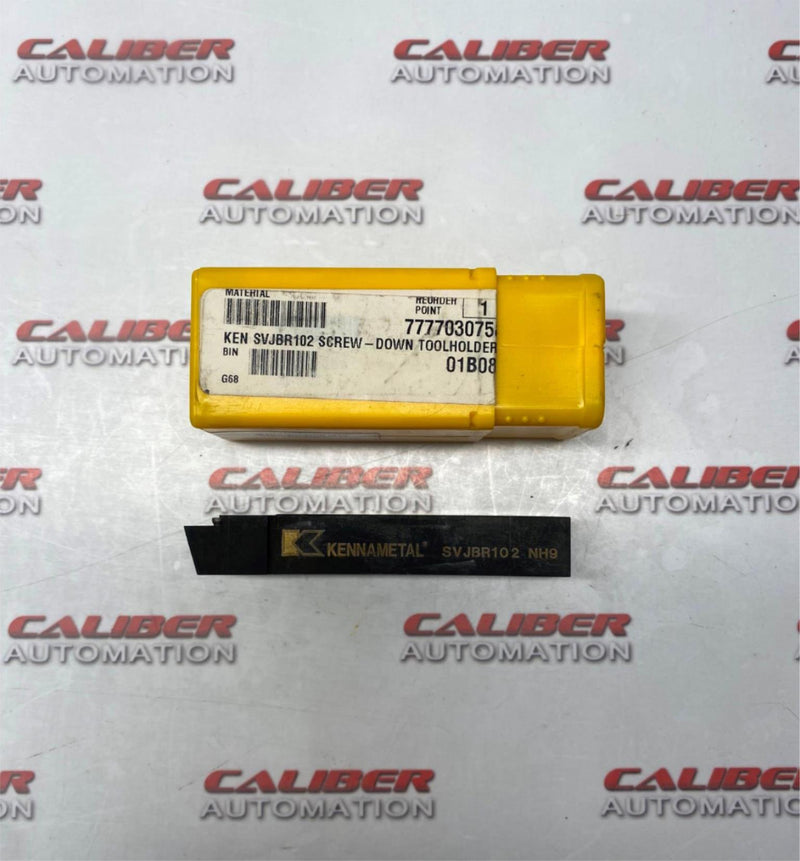 CALIBER
AUTOMATION
CALIBER
AUTOMATION
CALIBER
AUTOMATION
CALIBER
AUTOMATION
CALIBER
AUTOMATION
MATERIAL
REORDER
POINT
1
777703075
KEN SVJBR102 SCREW-DOWN TOOLHOLDER
BIN
01B08
G68
CALIBER
AUTOMATION
KENNAMETAL SVJBR102 NH9
CALIBER
AUTOMATION
CALIBER
AUTOMATION
CALIBER
AUTOMATION
CALIBER
AUTOMATION
CALIBER
AUTOMATION